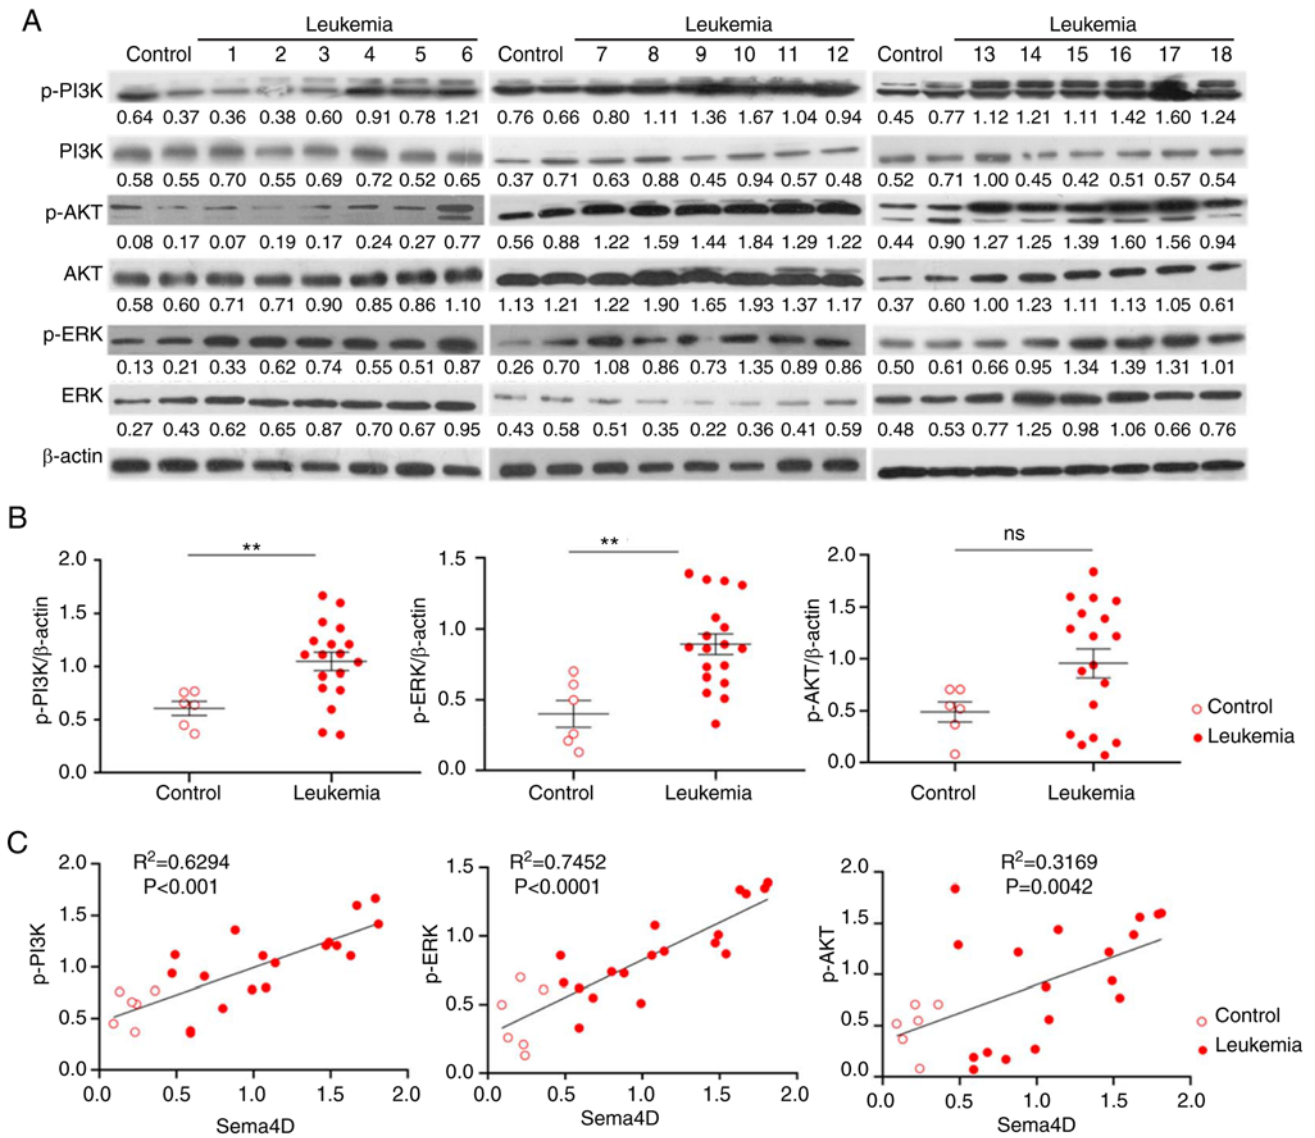 A
Leukemia Leukemia Leukemia
Control 1 2 3 4 5 6 Control 7 8 9 10 11 12 Control 13 14 15 16 17 18
p-PI3K
0.64 0.37 0.36 0.38 0.60 0.91 0.78 1.21 0.76 0.66 0.80 1.11 1.36 1.67 1.04 0.94 0.45 0.77 1.12 1.21 1.11 1.42 1.60 1.24
PI3K
0.58 0.55 0.70 0.55 0.69 0.72 0.52 0.65 0.37 0.71 0.63 0.88 0.45 0.94 0.57 0.48 0.52 0.71 1.00 0.45 0.42 0.51 0.57 0.54
p-AKT
0.08 0.17 0.07 0.19 0.17 0.24 0.27 0.77 0.56 0.88 1.22 1.59 1.44 1.84 1.29 1.22 0.44 0.90 1.27 1.25 1.39 1.60 1.56 0.94
AKT
0.58 0.60 0.71 0.71 0.90 0.85 0.86 1.10 1.13 1.21 1.22 1.90 1.65 1.93 1.37 1.17 0.37 0.60 1.00 1.23 1.11 1.13 1.05 0.61
p-ERK
0.13 0.21 0.33 0.62 0.74 0.55 0.51 0.87 0.26 0.70 1.08 0.86 0.73 1.35 0.89 0.86 0.50 0.61 0.66 0.95 1.34 1.39 1.31 1.01
ERK
0.27 0.43 0.62 0.65 0.87 0.70 0.67 0.95 0.43 0.58 0.51 0.35 0.22 0.36 0.41 0.59 0.48 0.53 0.77 1.25 0.98 1.06 0.66 0.76
β-actin
B
p-PI3K/β-actin
2.0
1.5
1.0
0.5
0.0
**
Control Leukemia
p-ERK/β-actin
1.5
1.0
0.5
0.0
**
Control Leukemia
p-AKT/β-actin
2.0
1.5
1.0
0.5
0.0
ns
Control Leukemia
Control
Leukemia
C
p-PI3K
2.0
1.5
1.0
0.5
0.0
R²=0.6294
P<0.001
0.0 0.5 1.0 1.5 2.0
Sema4D
p-ERK
1.5
1.0
0.5
0.0
R²=0.7452
P<0.0001
0.0 0.5 1.0 1.5 2.0
Sema4D
p-AKT
2.0
1.5
1.0
0.5
0.0
R²=0.3169
P=0.0042
0.0 0.5 1.0 1.5 2.0
Sema4D
Control
Leukemia